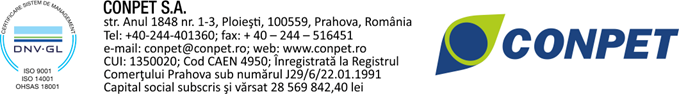 CERTIFICARE SISTEM DE MANAGEMENT
DNV·GL
ISO 9001
ISO 14001
OHSAS 18001
CONPET S.A.
str. Anul 1848 nr. 1-3, Ploieşti, 100559, Prahova, România
Tel: +40-244-401360; fax: + 40 – 244 – 516451
e-mail: conpet@conpet.ro; web: www.conpet.ro
CUI: 1350020; Cod CAEN 4950; Înregistrată la Registrul
Comerţului Prahova sub numărul J29/6/22.01.1991
Capital social subscris şi vărsat 28 569 842,40 lei
CONPET